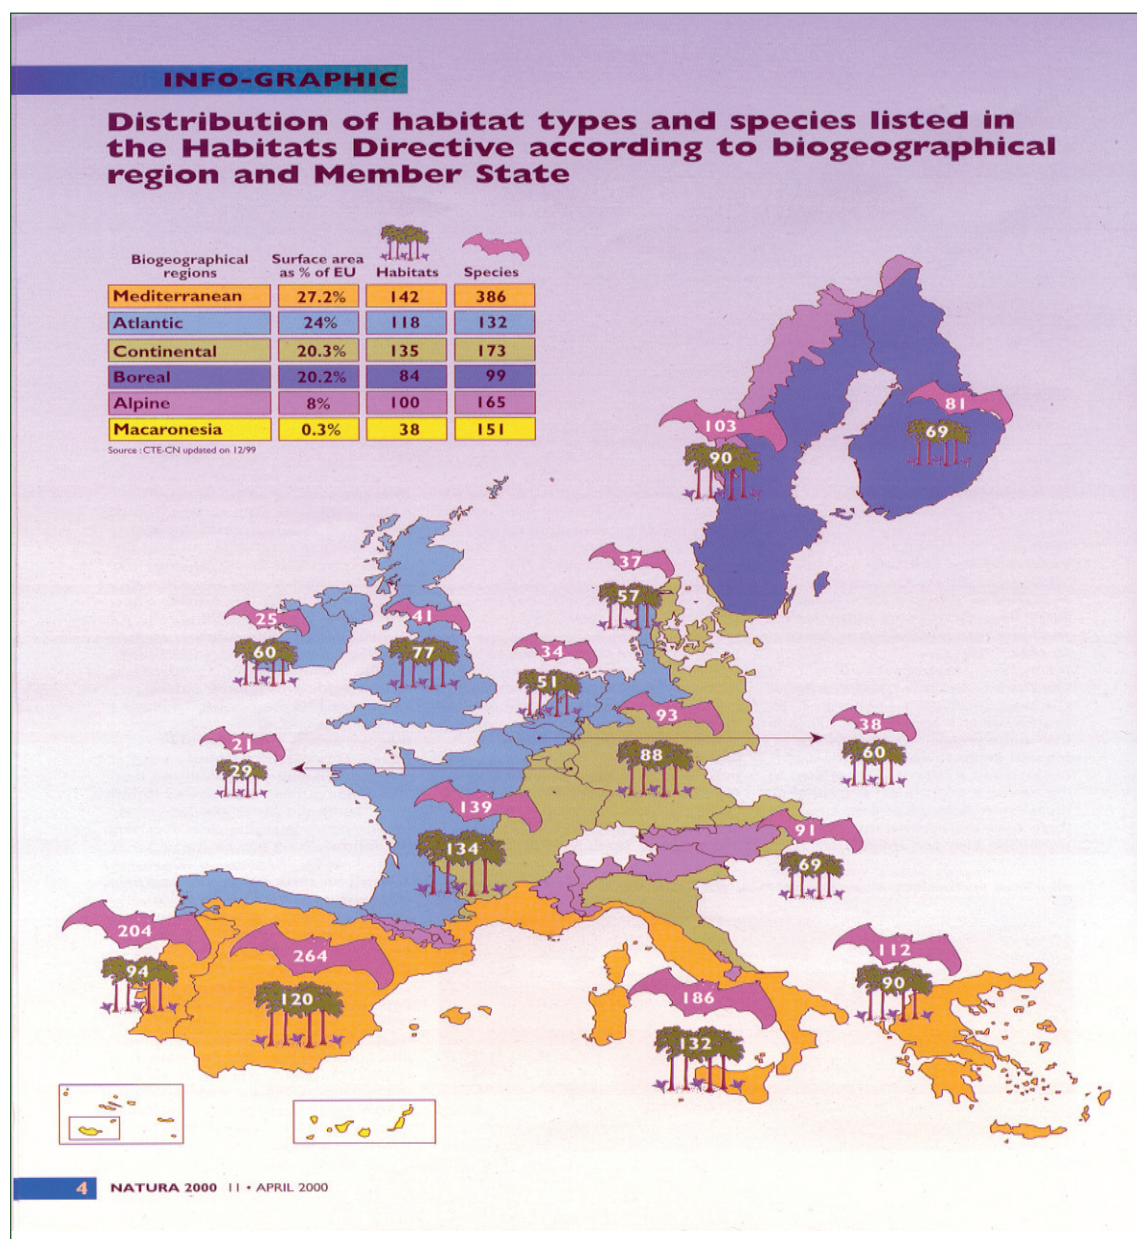 INFO-GRAPHIC
Distribution of habitat types and species listed in
the Habitats Directive according to biogeographical
region and Member State
Biogeographical regions Surface area as % of EU Habitats Species
Mediterranean 27.2% 142 386
Atlantic 24% 118 132
Continental 20.3% 135 173
Boreal 20.2% 84 99
Alpine 8% 100 165
Macaronesia 0.3% 38 151
Source : CTE-CN updated on 12/99
81
69
103
90
37
57
25
60
41
77
34
51
93
88
38
60
21
29
139
134
91
69
204
94
264
120
186
132
112
90
4 NATURA 2000 11 • APRIL 2000